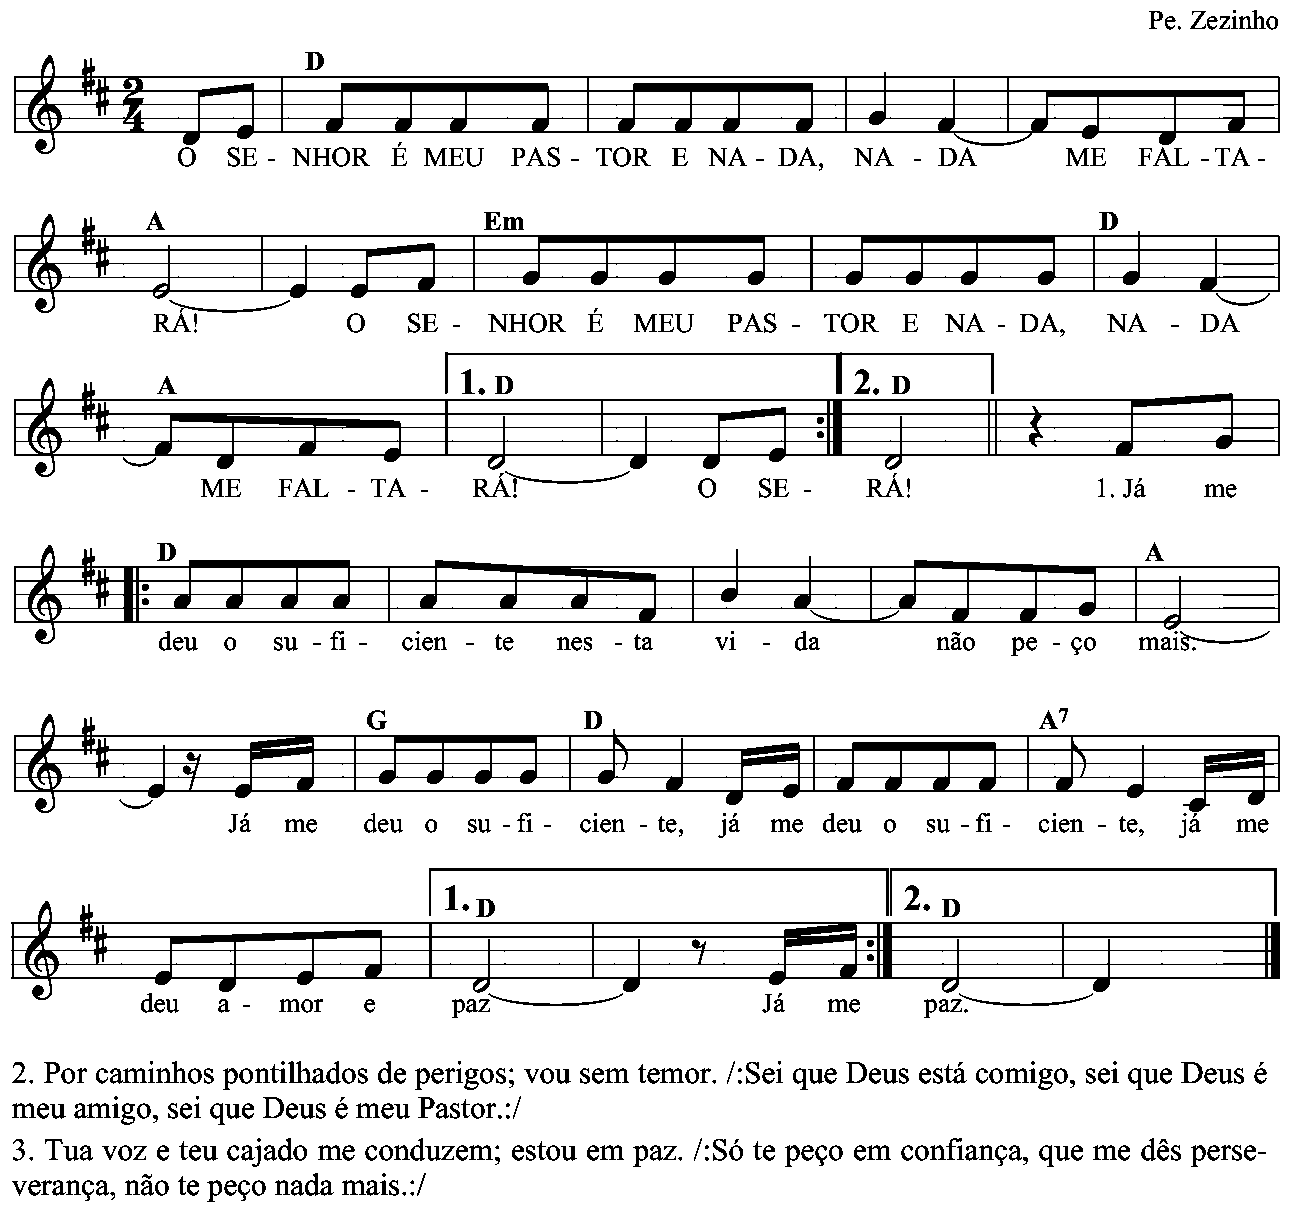 Pe. Zezinho
D
2/4
O SE - NHOR É MEU PAS - TOR E NA - DA, NA - DA ME FAL - TA -
A Em D
RÁ! O SE - NHOR É MEU PAS - TOR E NA - DA, NA - DA
A 1. D 2. D
ME FAL - TA - RÁ! O SE - RÁ! 1. Já me
D A
deu o su - fi - cien - te nes - ta vi - da não pe - ço mais.
G D A7
Já me deu o su - fi - cien - te, já me deu o su - fi - cien - te, já me
1. D 2. D
deu a - mor e paz Já me paz.
2. Por caminhos pontilhados de perigos; vou sem temor. /:Sei que Deus está comigo, sei que Deus é
meu amigo, sei que Deus é meu Pastor.:/
3. Tua voz e teu cajado me conduzem; estou em paz. /:Só te peço em confiança, que me dês perse-
verança, não te peço nada mais.:/